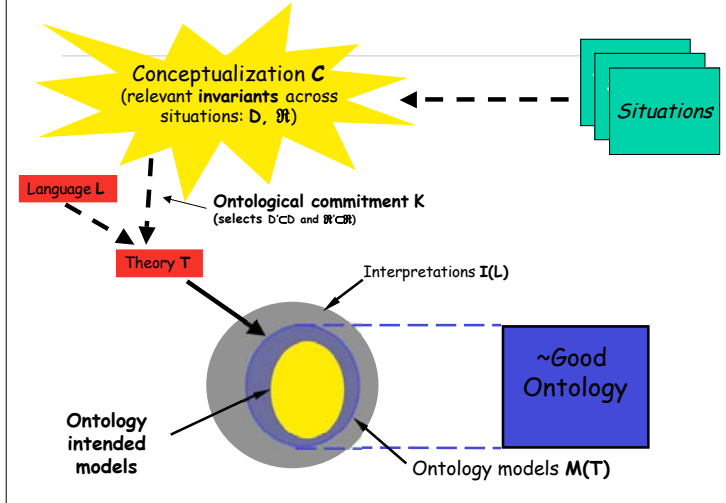 Conceptualization C
(relevant invariants across
situations: D, ℜ)
Situations
Language L
Ontological commitment K
(selects D'⊂D and ℜ'⊂ℜ)
Theory T
Interpretations I(L)
~Good
Ontology
Ontology
intended
models
Ontology models M(T)